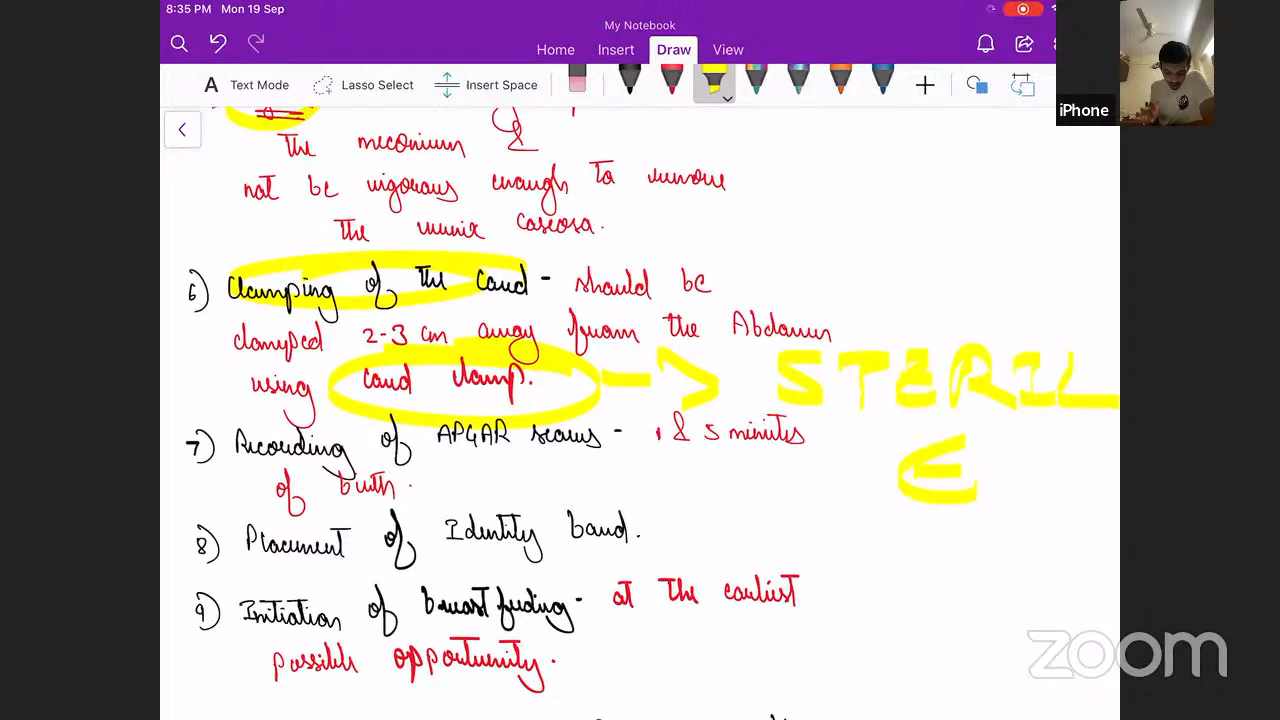 8:35 PM Mon 19 Sep
My Notebook
Home Insert Draw View
A Text Mode Lasso Select Insert Space
iPhone
the meconium &
not be vigorous enough to remove
the vernix caseosa.
6) Clamping of the cord - should be
clamped 2-3 cm away from the Abdomen
using cord clamp. -> STERIL
E
7) Recording of APGAR scores - 1 & 5 minutes
of birth.
8) Placement of Identity band.
9) Initiation of breastfeeding - at the earliest
possible opportunity.
zoom